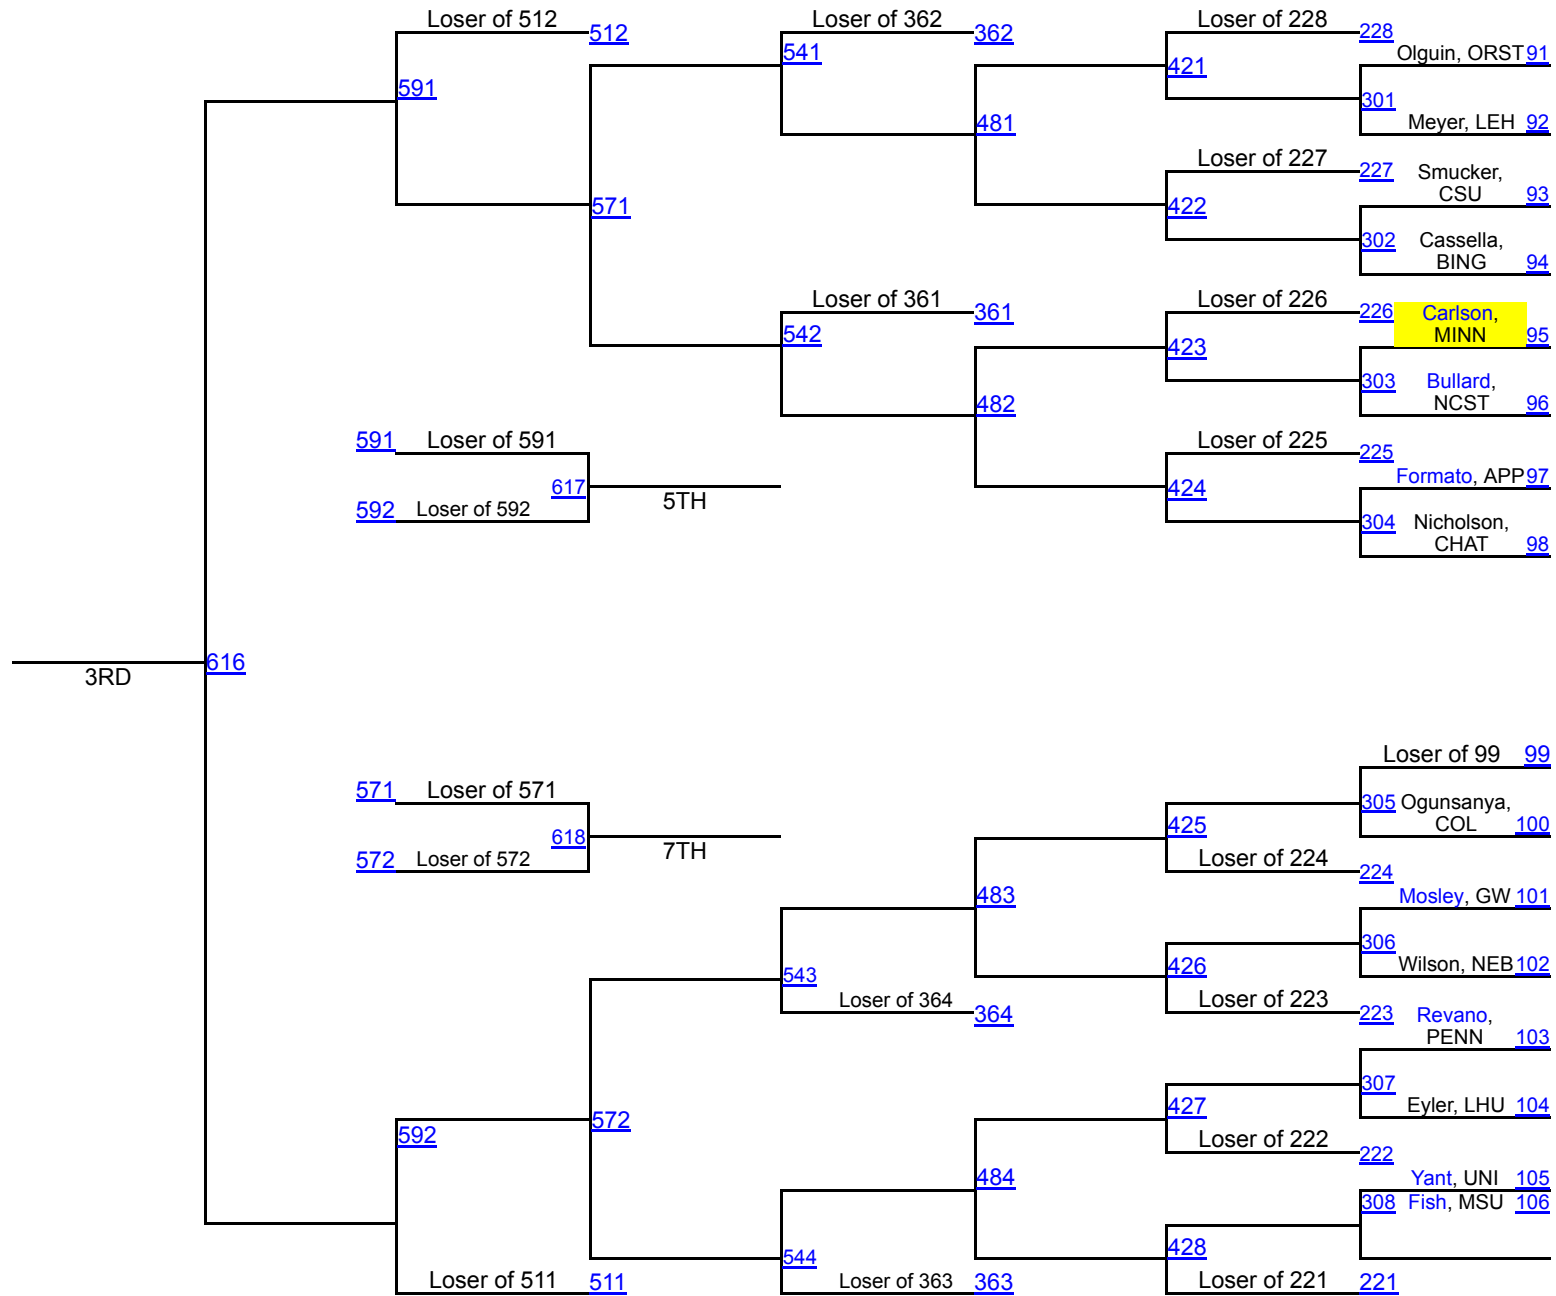 Loser of 512 512
Loser of 362 362
Loser of 228 228
541
Olguin, ORST 91
421
591
301
481
Meyer, LEH 92
Loser of 227 227
Smucker,
CSU 93
571
422
302 Cassella,
BING 94
Loser of 361 361
Loser of 226 226
Carlson,
MINN 95
542
423
303 Bullard,
NCST 96
482
591 Loser of 591
Loser of 225 225
Formato, APP 97
617
5TH
424
592 Loser of 592
304 Nicholson,
CHAT 98
616
3RD
Loser of 99 99
571 Loser of 571
305 Ogunsanya,
COL 100
425
618
7TH
572 Loser of 572
Loser of 224 224
483
Mosley, GW 101
306
426
Wilson, NEB 102
543
Loser of 364 364
Loser of 223 223
Revano,
PENN 103
307
427
Eyler, LHU 104
572
592
Loser of 222 222
484
Yant, UNI 105
308 Fish, MSU 106
428
544
Loser of 511 511
Loser of 363 363
Loser of 221 221